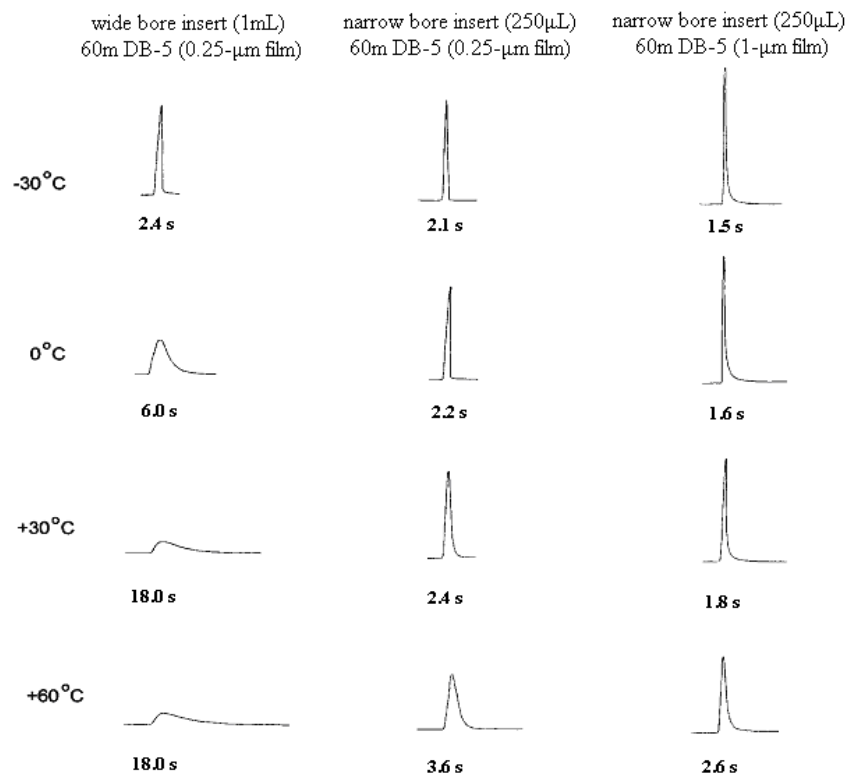 wide bore insert (1mL)
60m DB-5 (0.25-μm film)
narrow bore insert (250μL)
60m DB-5 (0.25-μm film)
narrow bore insert (250μL)
60m DB-5 (1-μm film)
-30°C
2.4 s
2.1 s
1.5 s
0°C
6.0 s
2.2 s
1.6 s
+30°C
18.0 s
2.4 s
1.8 s
+60°C
18.0 s
3.6 s
2.6 s